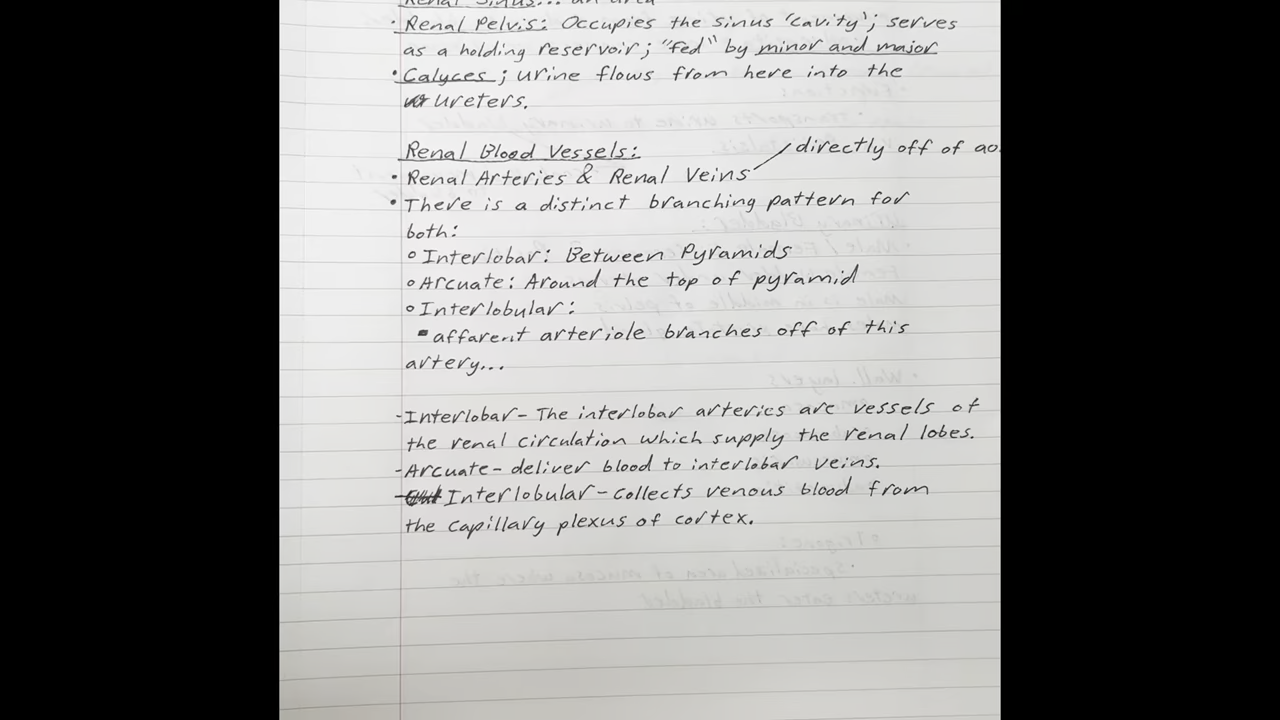 Renal Sinus... an area
• Renal Pelvis: Occupies the sinus 'cavity'; serves
as a holding reservoir; "fed" by minor and major
• Calyces; urine flows from here into the
ureters.
Renal Blood Vessels:
directly off of ao
• Renal Arteries & Renal Veins
• There is a distinct branching pattern for
both:
o Interlobar: Between Pyramids
o Arcuate: Around the top of pyramid
o Interlobular:
▪ affarent arteriole branches off of this
artery...
- Interlobar - The interlobar arteries are vessels of
the renal circulation which supply the renal lobes.
- Arcuate - deliver blood to interlobar veins.
- Interlobular - collects venous blood from
the capillary plexus of cortex.